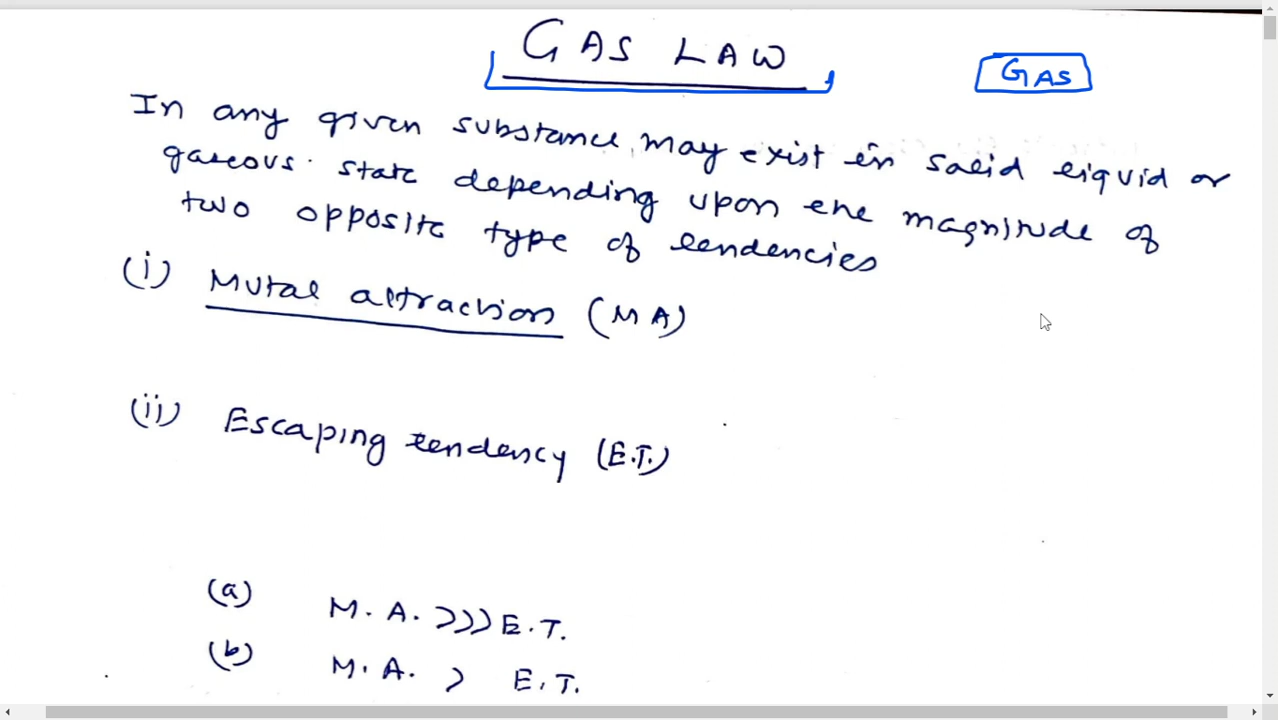 GAS LAW
GAS
In any given substance may exist in solid liquid or
gaseous state depending upon the magnitude of
two opposite type of tendencies
(i) Mutal attraction (MA)
(ii) Escaping tendency (E.T.)
(a) M. A. >>> E.T.
(b) M. A. > E.T.